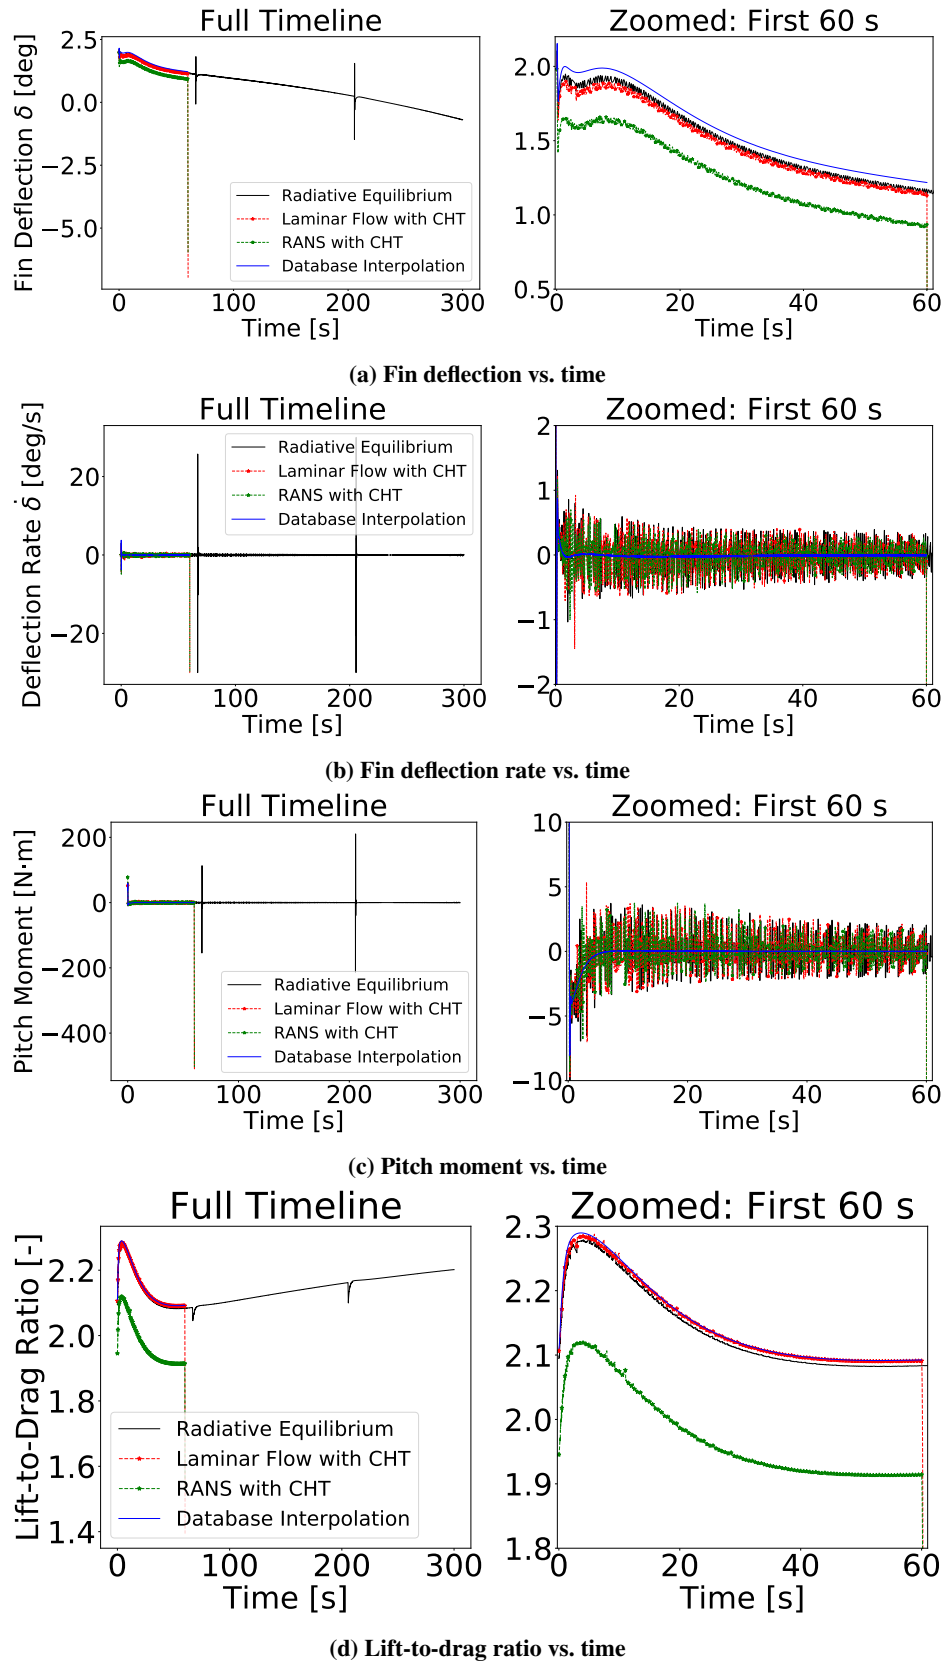 Full Timeline
Zoomed: First 60 s
Fin Deflection δ [deg]
2.5
0.0
−2.5
−5.0
Radiative Equilibrium
Laminar Flow with CHT
RANS with CHT
Database Interpolation
0
100
200
300
Time [s]
2.0
1.5
1.0
0.5
0
20
40
60
Time [s]
(a) Fin deflection vs. time
Full Timeline
Zoomed: First 60 s
Deflection Rate δ̇ [deg/s]
20
0
−20
Radiative Equilibrium
Laminar Flow with CHT
RANS with CHT
Database Interpolation
0
100
200
300
Time [s]
2
1
0
−1
−2
0
20
40
60
Time [s]
(b) Fin deflection rate vs. time
Full Timeline
Zoomed: First 60 s
Pitch Moment [N·m]
200
0
−200
−400
Radiative Equilibrium
Laminar Flow with CHT
RANS with CHT
Database Interpolation
0
100
200
300
Time [s]
10
5
0
−5
−10
0
20
40
60
Time [s]
(c) Pitch moment vs. time
Full Timeline
Zoomed: First 60 s
Lift-to-Drag Ratio [-]
2.2
2.0
1.8
1.6
1.4
Radiative Equilibrium
Laminar Flow with CHT
RANS with CHT
Database Interpolation
0
100
200
300
Time [s]
2.3
2.2
2.1
2.0
1.9
1.8
0
20
40
60
Time [s]
(d) Lift-to-drag ratio vs. time